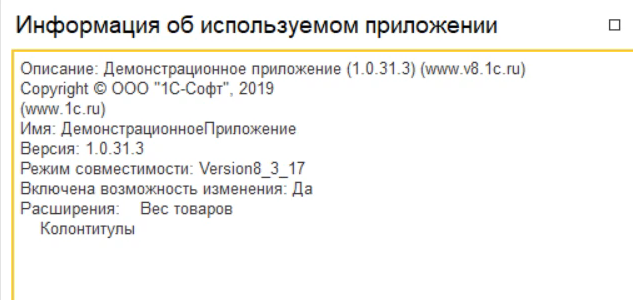 Информация об используемом приложении
Описание: Демонстрационное приложение (1.0.31.3) (www.v8.1c.ru)
Copyright © ООО "1С-Софт", 2019
(www.1c.ru)
Имя: ДемонстрационноеПриложение
Версия: 1.0.31.3
Режим совместимости: Version8_3_17
Включена возможность изменения: Да
Расширения: Вес товаров
Колонтитулы